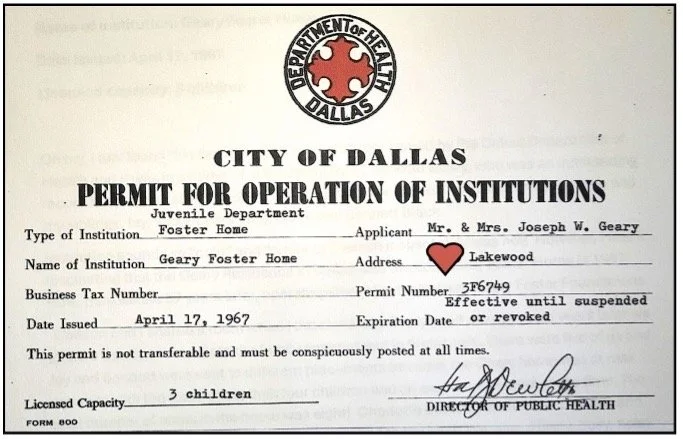 DEPARTMENT OF HEALTH
DALLAS
CITY OF DALLAS
PERMIT FOR OPERATION OF INSTITUTIONS
Juvenile Department
Type of Institution Foster Home Applicant Mr. & Mrs. Joseph W. Geary
Name of Institution Geary Foster Home Address Lakewood
Business Tax Number Permit Number 3F6749
Effective until suspended
Date Issued April 17, 1967 Expiration Date or revoked
This permit is not transferable and must be conspicuously posted at all times.
Licensed Capacity 3 children DIRECTOR OF PUBLIC HEALTH
FORM 800